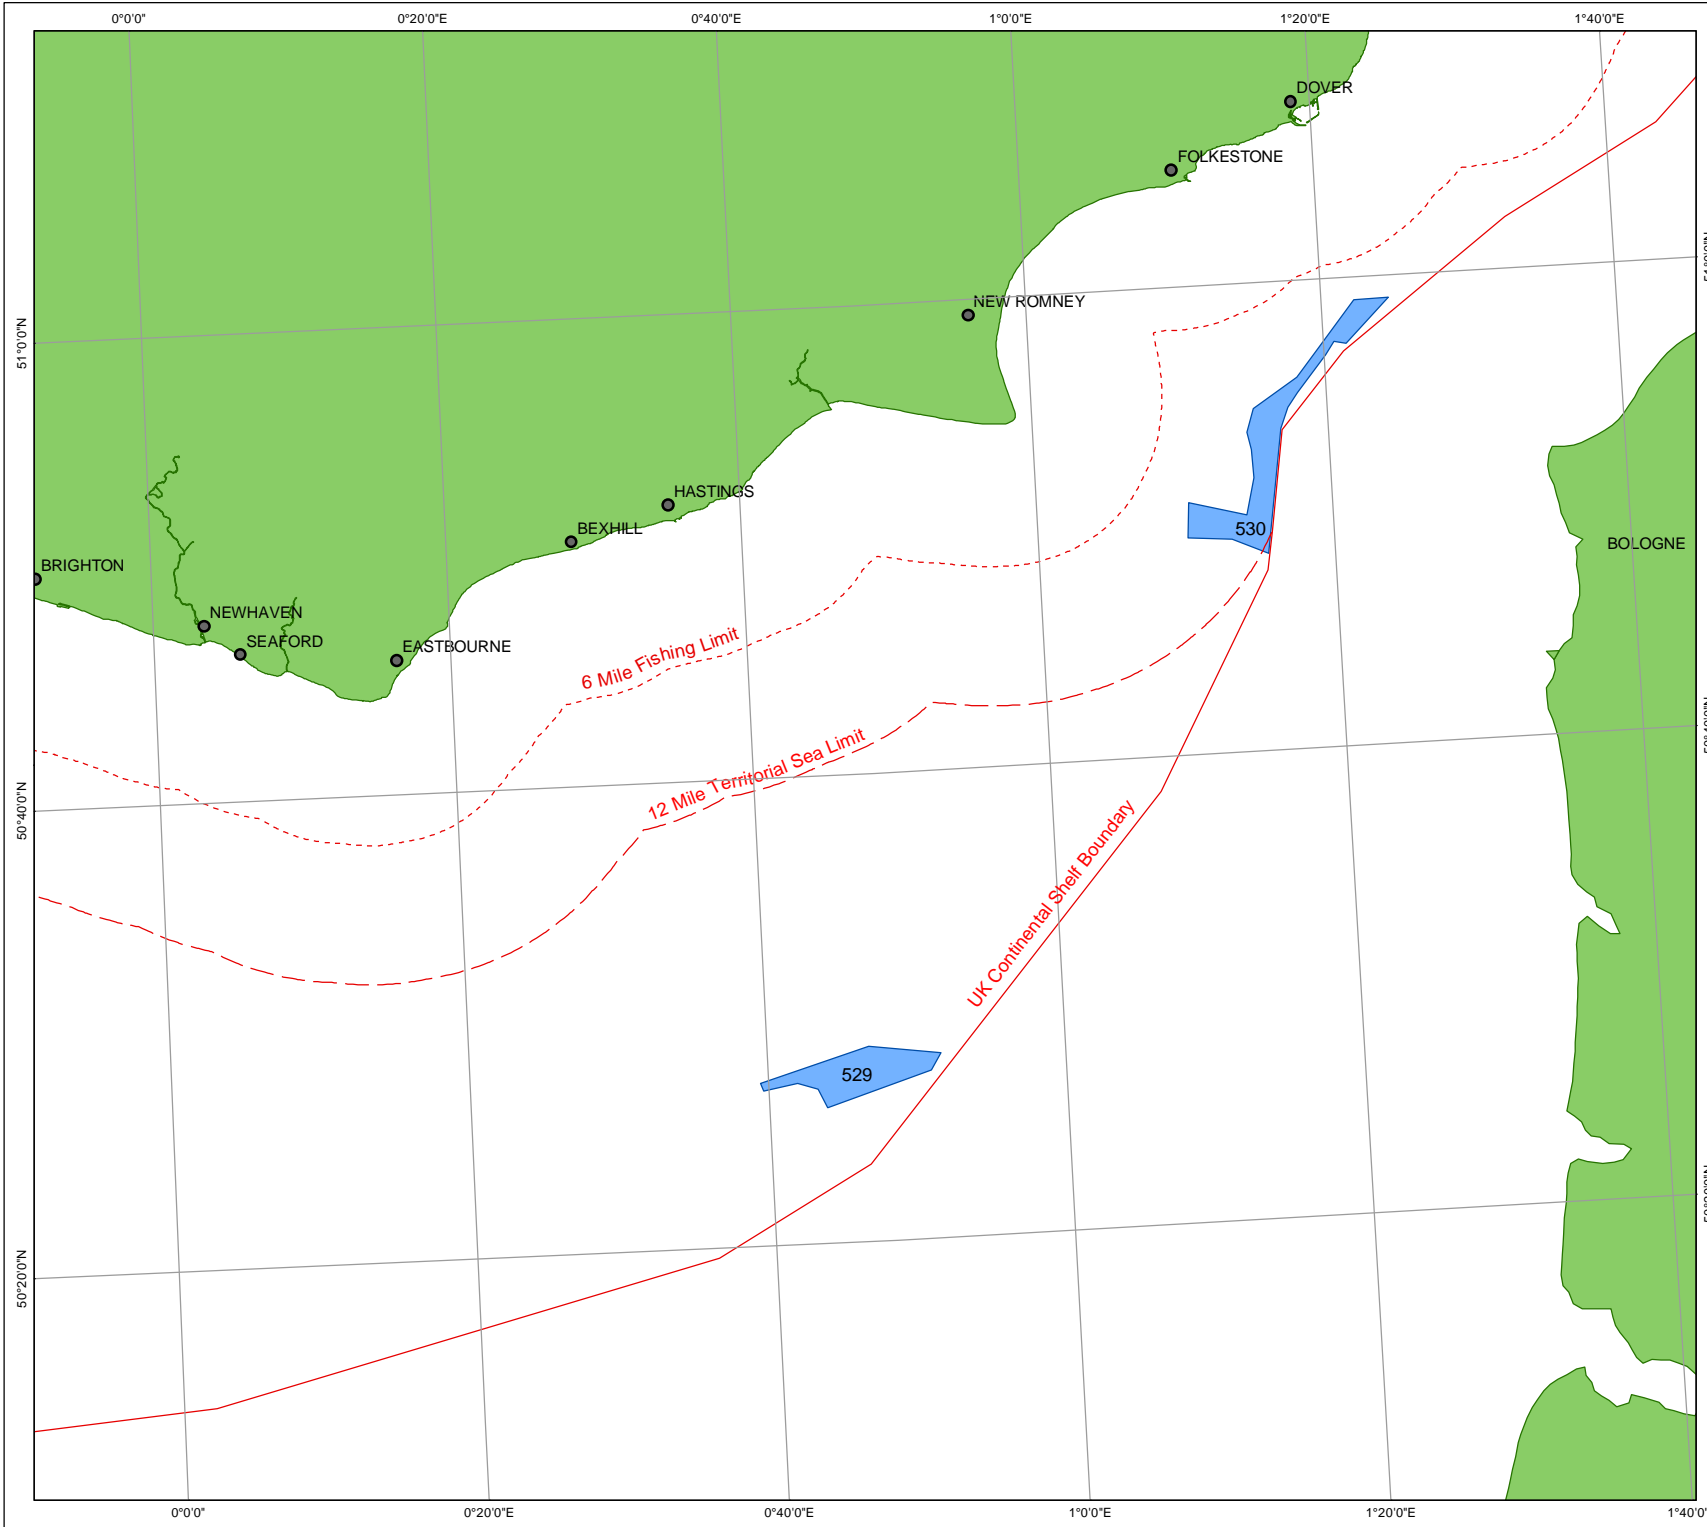 0°0'0" 0°20'0"E 0°40'0"E 1°0'0"E 1°20'0"E 1°40'0"E
DOVER
FOLKESTONE
NEW ROMNEY
51°0'0"N
HASTINGS
BEXHILL
530
BOLOGNE
BRIGHTON
NEWHAVEN
SEAFORD
EASTBOURNE
6 Mile Fishing Limit
12 Mile Territorial Sea Limit
50°40'0"N
UK Continental Shelf Boundary
529
50°20'0"N
0°0'0" 0°20'0"E 0°40'0"E 1°0'0"E 1°20'0"E 1°40'0"